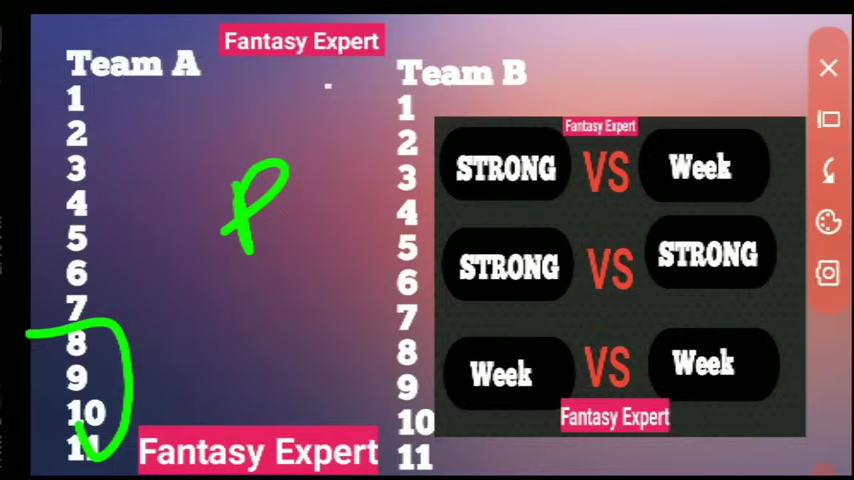 Fantasy Expert
Team A
1
2
3
4
5
6
7
8
9
10
11
P
Fantasy Expert
Team B
1
2
3
4
5
6
7
8
9
10
11
Fantasy Expert
STRONG VS Week
STRONG VS STRONG
Week VS Week
Fantasy Expert